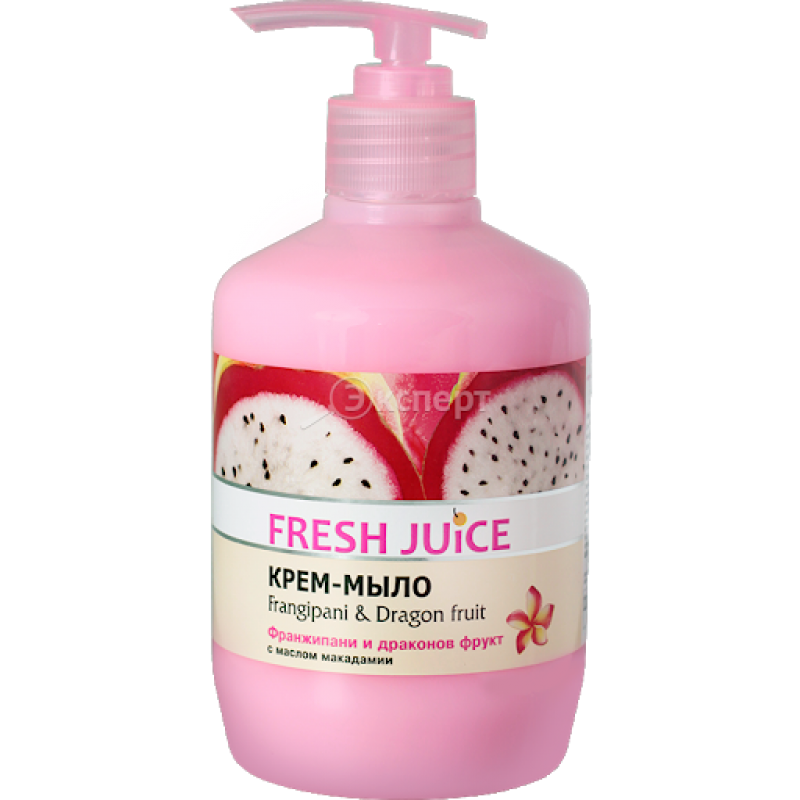 Эксперт
FRESH JUiCE
КРЕМ-МЫЛО
Frangipani & Dragon fruit
Франжипани и драконов фрукт
с маслом макадамии